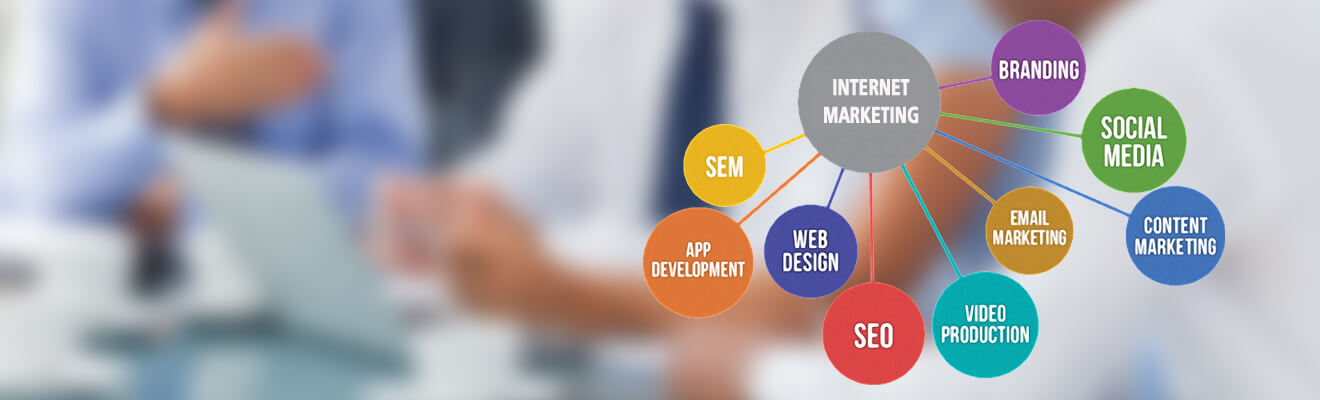 INTERNET
MARKETING
BRANDING
SOCIAL
MEDIA
SEM
CONTENT
MARKETING
EMAIL
MARKETING
WEB
DESIGN
APP
DEVELOPMENT
SEO
VIDEO
PRODUCTION